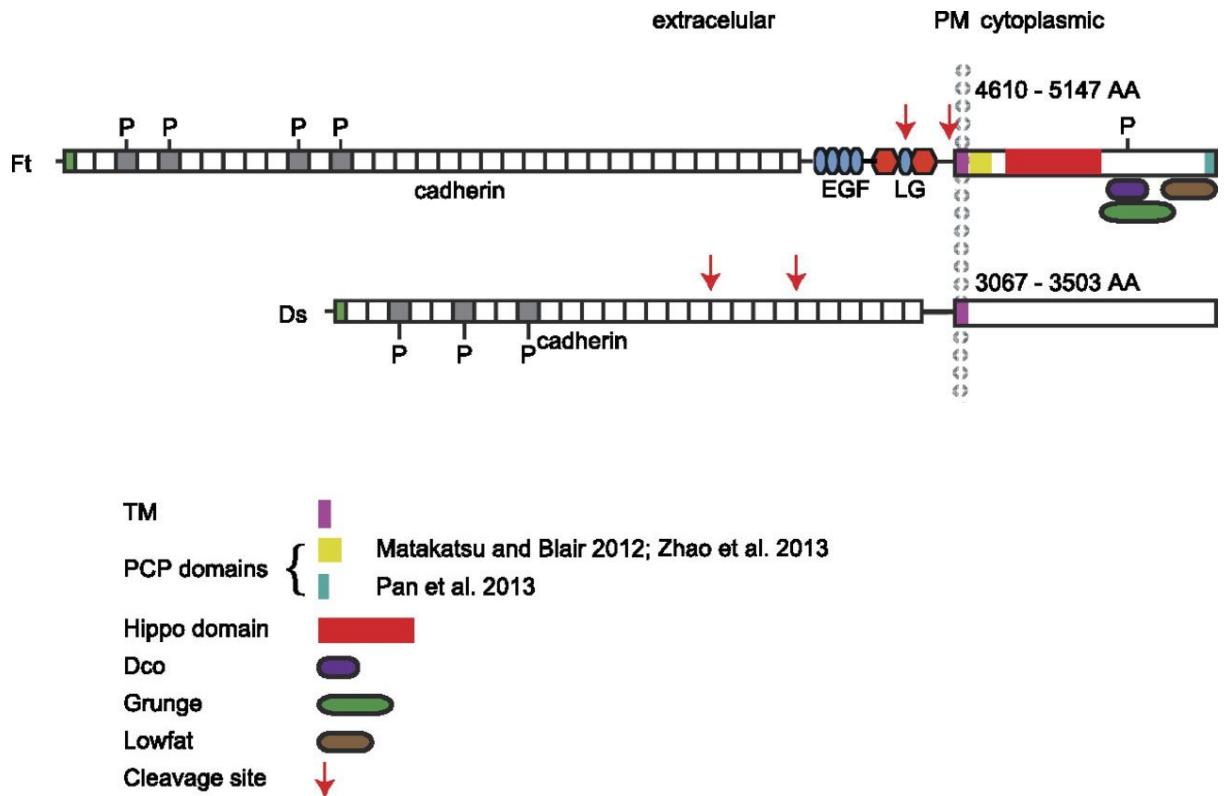 extracelular PM cytoplasmic
4610 - 5147 AA
P P P P P
Ft
cadherin EGF LG
3067 - 3503 AA
Ds
cadherin
P P P
TM
PCP domains { Matakatsu and Blair 2012; Zhao et al. 2013
Pan et al. 2013
Hippo domain
Dco
Grunge
Lowfat
Cleavage site